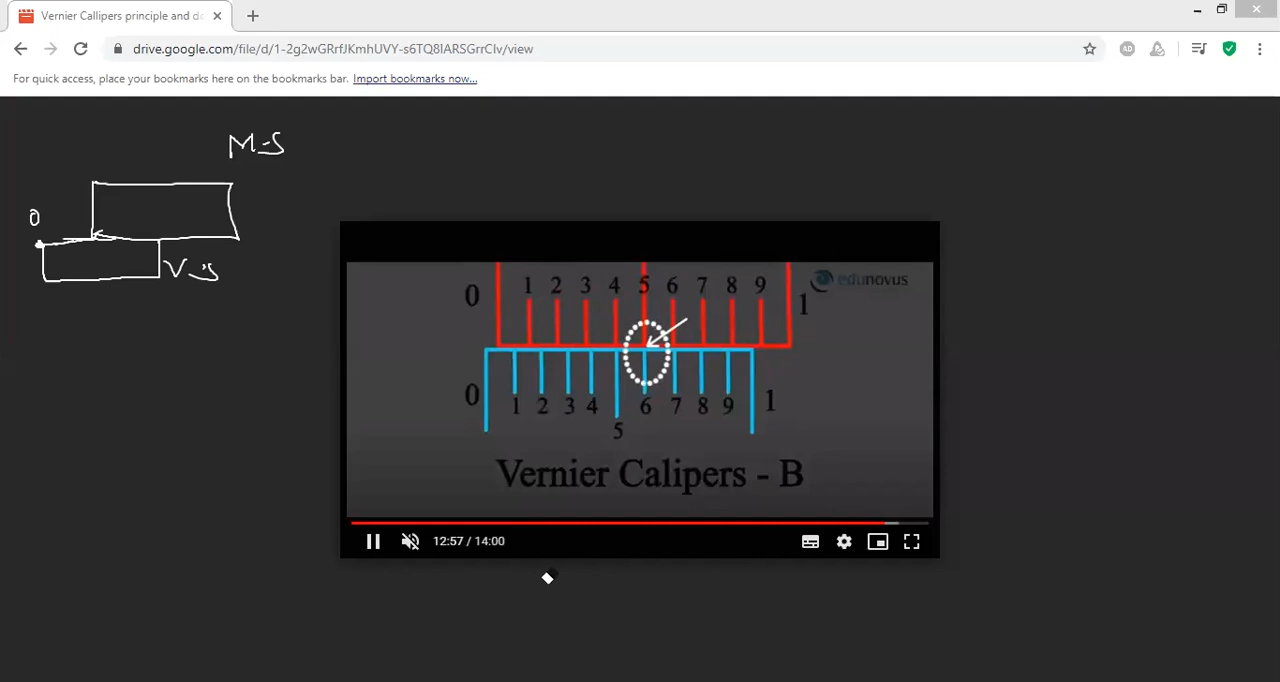 Vernier Callipers principle and de
drive.google.com/file/d/1-2g2wGRrfJKmhUVY-s6TQ8IARSGrrCIv/view
For quick access, place your bookmarks here on the bookmarks bar. Import bookmarks now...
M-S
0
V-S
edunovus
0 1 2 3 4 5 6 7 8 9 1
0 1 2 3 4 5 6 7 8 9 1
Vernier Calipers - B
12:57 / 14:00